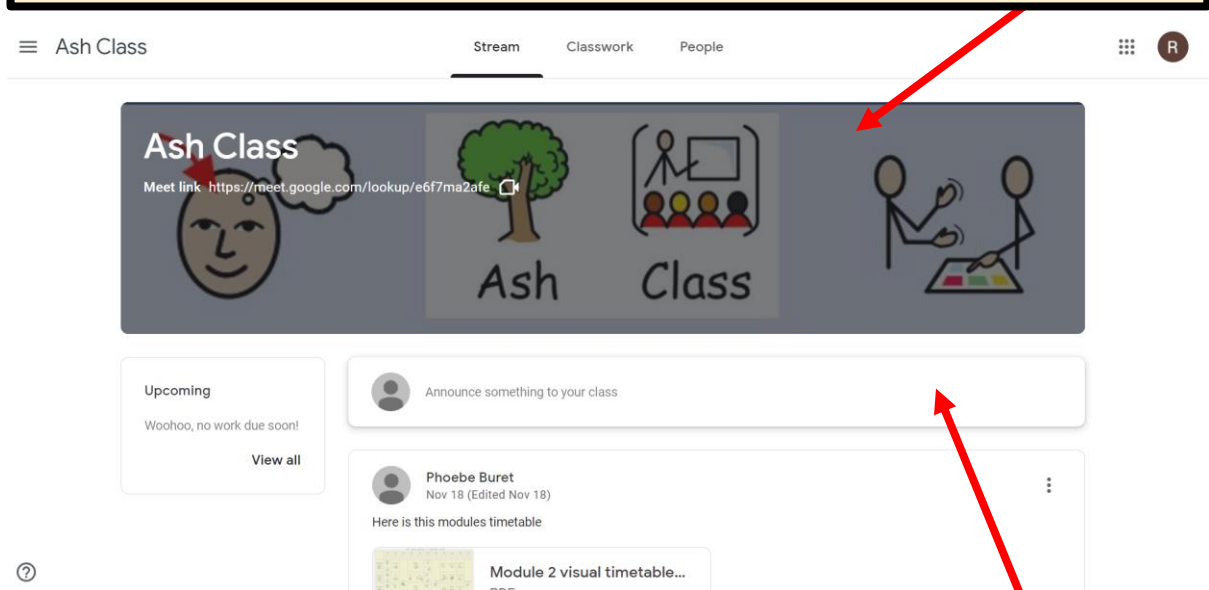 Ash Class
Stream Classwork People
R
Ash Class
Meet link https://meet.google.com/lookup/e6f7ma2afe
Ash Class
Upcoming
Woohoo, no work due soon!
View all
Announce something to your class
Phoebe Buret
Nov 18 (Edited Nov 18)
Here is this modules timetable
Module 2 visual timetable...